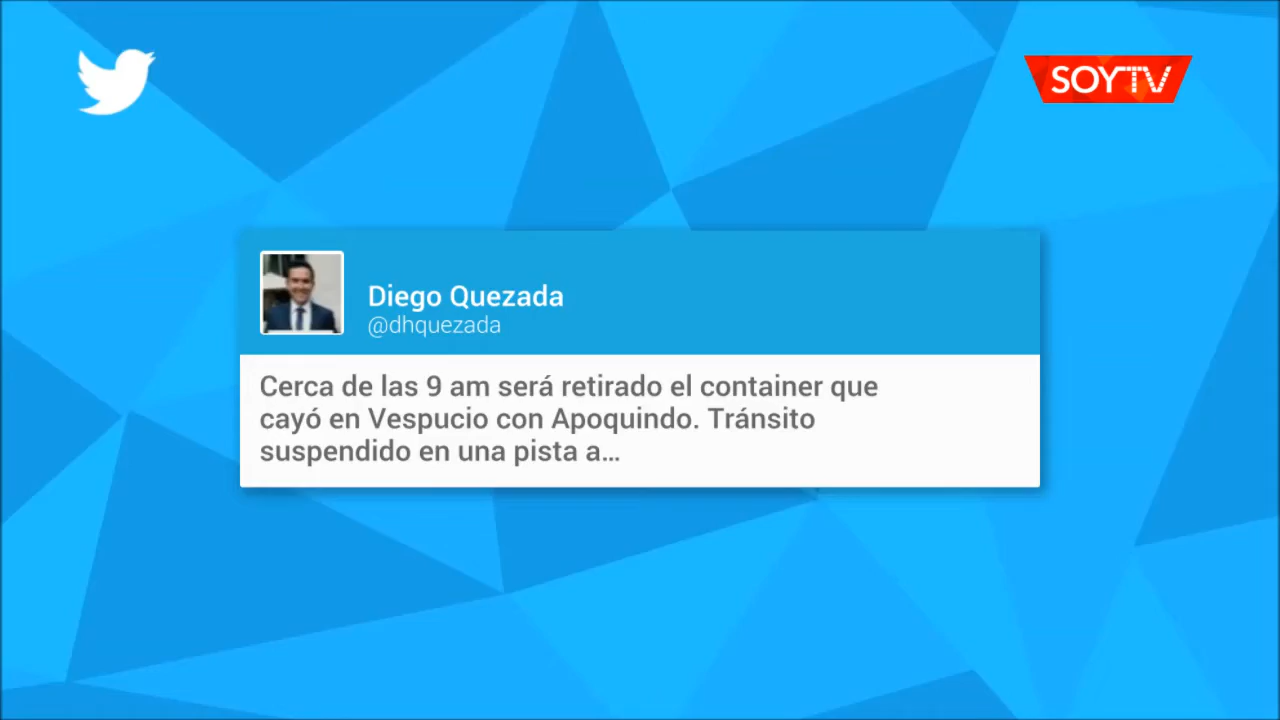 SOYTV
Diego Quezada
@dhquezada
Cerca de las 9 am será retirado el container que
cayó en Vespucio con Apoquindo. Tránsito
suspendido en una pista a...